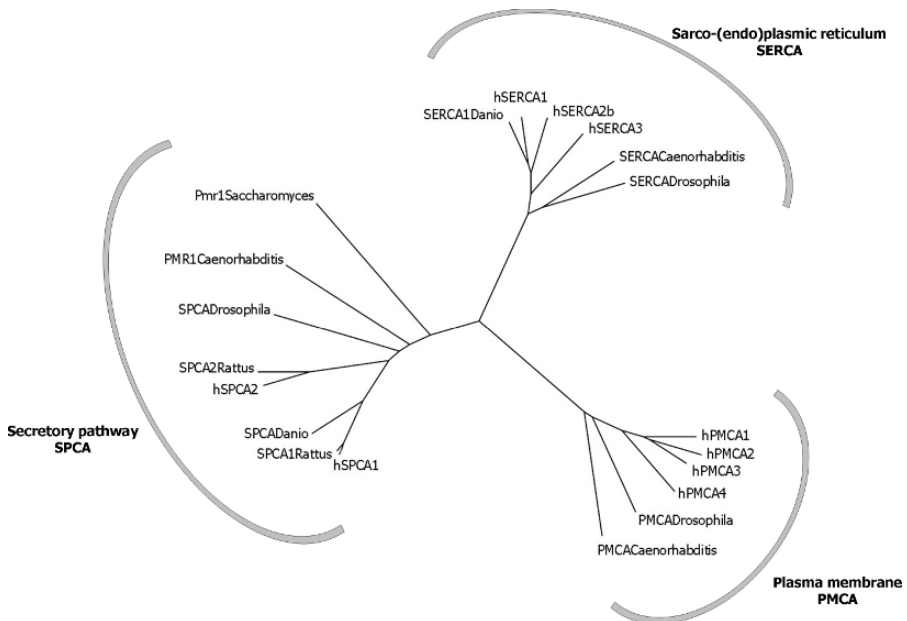 Sarco-(endo)plasmic reticulum
SERCA
hSERCA1
SERCA1Danio
hSERCA2b
hSERCA3
SERCACaenorhabditis
SERCADrosophila
Pmr1Saccharomyces
PMR1Caenorhabditis
SPCADrosophila
SPCA2Rattus
hSPCA2
SPCADanio
SPCA1Rattus
hSPCA1
Secretory pathway
SPCA
hPMCA1
hPMCA2
hPMCA3
hPMCA4
PMCADrosophila
PMCACaenorhabditis
Plasma membrane
PMCA